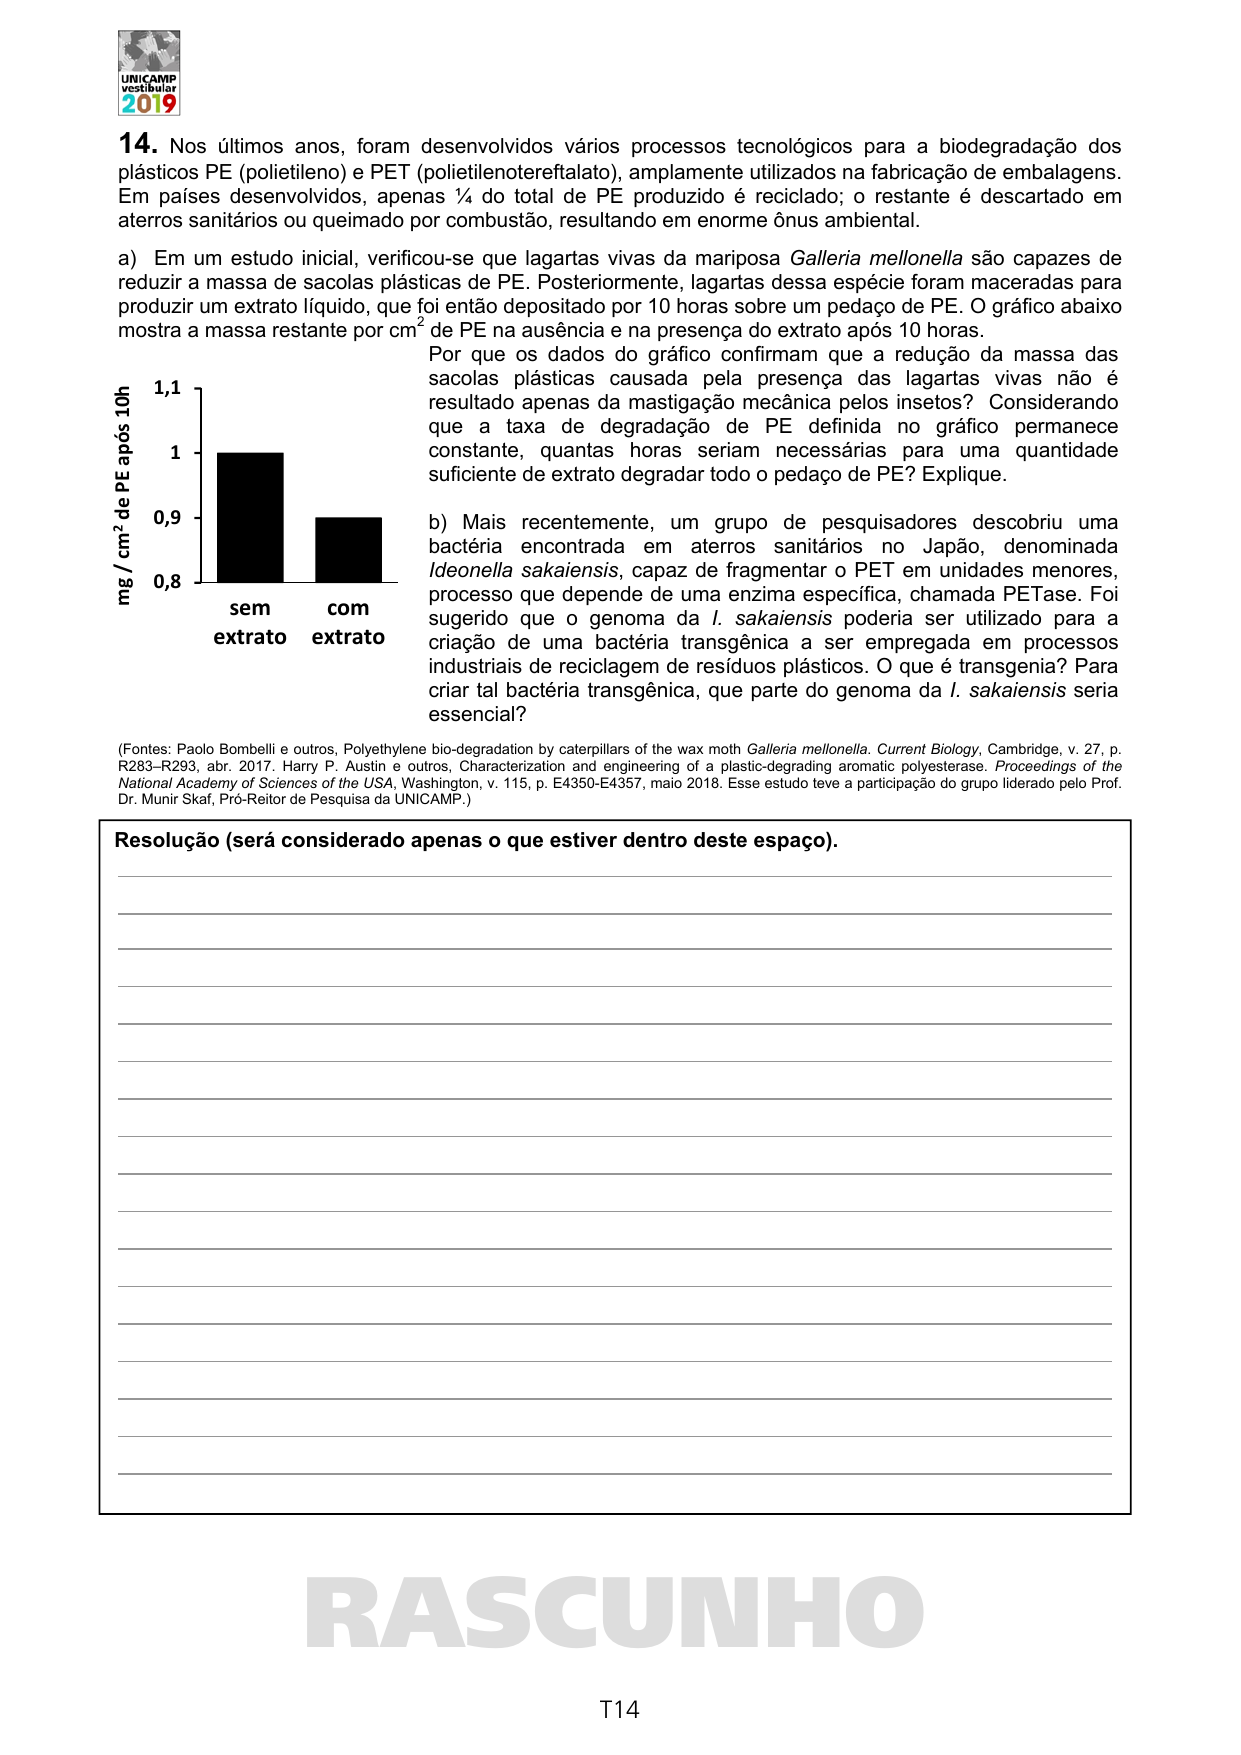 UNICAMP
vestibular
2019
14. Nos últimos anos, foram desenvolvidos vários processos tecnológicos para a biodegradação dos
plásticos PE (polietileno) e PET (polietilenotereftalato), amplamente utilizados na fabricação de embalagens.
Em países desenvolvidos, apenas ¼ do total de PE produzido é reciclado; o restante é descartado em
aterros sanitários ou queimado por combustão, resultando em enorme ônus ambiental.
a) Em um estudo inicial, verificou-se que lagartas vivas da mariposa Galleria mellonella são capazes de
reduzir a massa de sacolas plásticas de PE. Posteriormente, lagartas dessa espécie foram maceradas para
produzir um extrato líquido, que foi então depositado por 10 horas sobre um pedaço de PE. O gráfico abaixo
mostra a massa restante por cm² de PE na ausência e na presença do extrato após 10 horas.
Por que os dados do gráfico confirmam que a redução da massa das
sacolas plásticas causada pela presença das lagartas vivas não é
resultado apenas da mastigação mecânica pelos insetos? Considerando
que a taxa de degradação de PE definida no gráfico permanece
constante, quantas horas seriam necessárias para uma quantidade
suficiente de extrato degradar todo o pedaço de PE? Explique.
mg / cm² de PE após 10h
1,1
1
0,9
0,8
sem
extrato
com
extrato
b) Mais recentemente, um grupo de pesquisadores descobriu uma
bactéria encontrada em aterros sanitários no Japão, denominada
Ideonella sakaiensis, capaz de fragmentar o PET em unidades menores,
processo que depende de uma enzima específica, chamada PETase. Foi
sugerido que o genoma da I. sakaiensis poderia ser utilizado para a
criação de uma bactéria transgênica a ser empregada em processos
industriais de reciclagem de resíduos plásticos. O que é transgenia? Para
criar tal bactéria transgênica, que parte do genoma da I. sakaiensis seria
essencial?
(Fontes: Paolo Bombelli e outros, Polyethylene bio-degradation by caterpillars of the wax moth Galleria mellonella. Current Biology, Cambridge, v. 27, p.
R283–R293, abr. 2017. Harry P. Austin e outros, Characterization and engineering of a plastic-degrading aromatic polyesterase. Proceedings of the
National Academy of Sciences of the USA, Washington, v. 115, p. E4350-E4357, maio 2018. Esse estudo teve a participação do grupo liderado pelo Prof.
Dr. Munir Skaf, Pró-Reitor de Pesquisa da UNICAMP.)
Resolução (será considerado apenas o que estiver dentro deste espaço).
RASCUNHO
T14